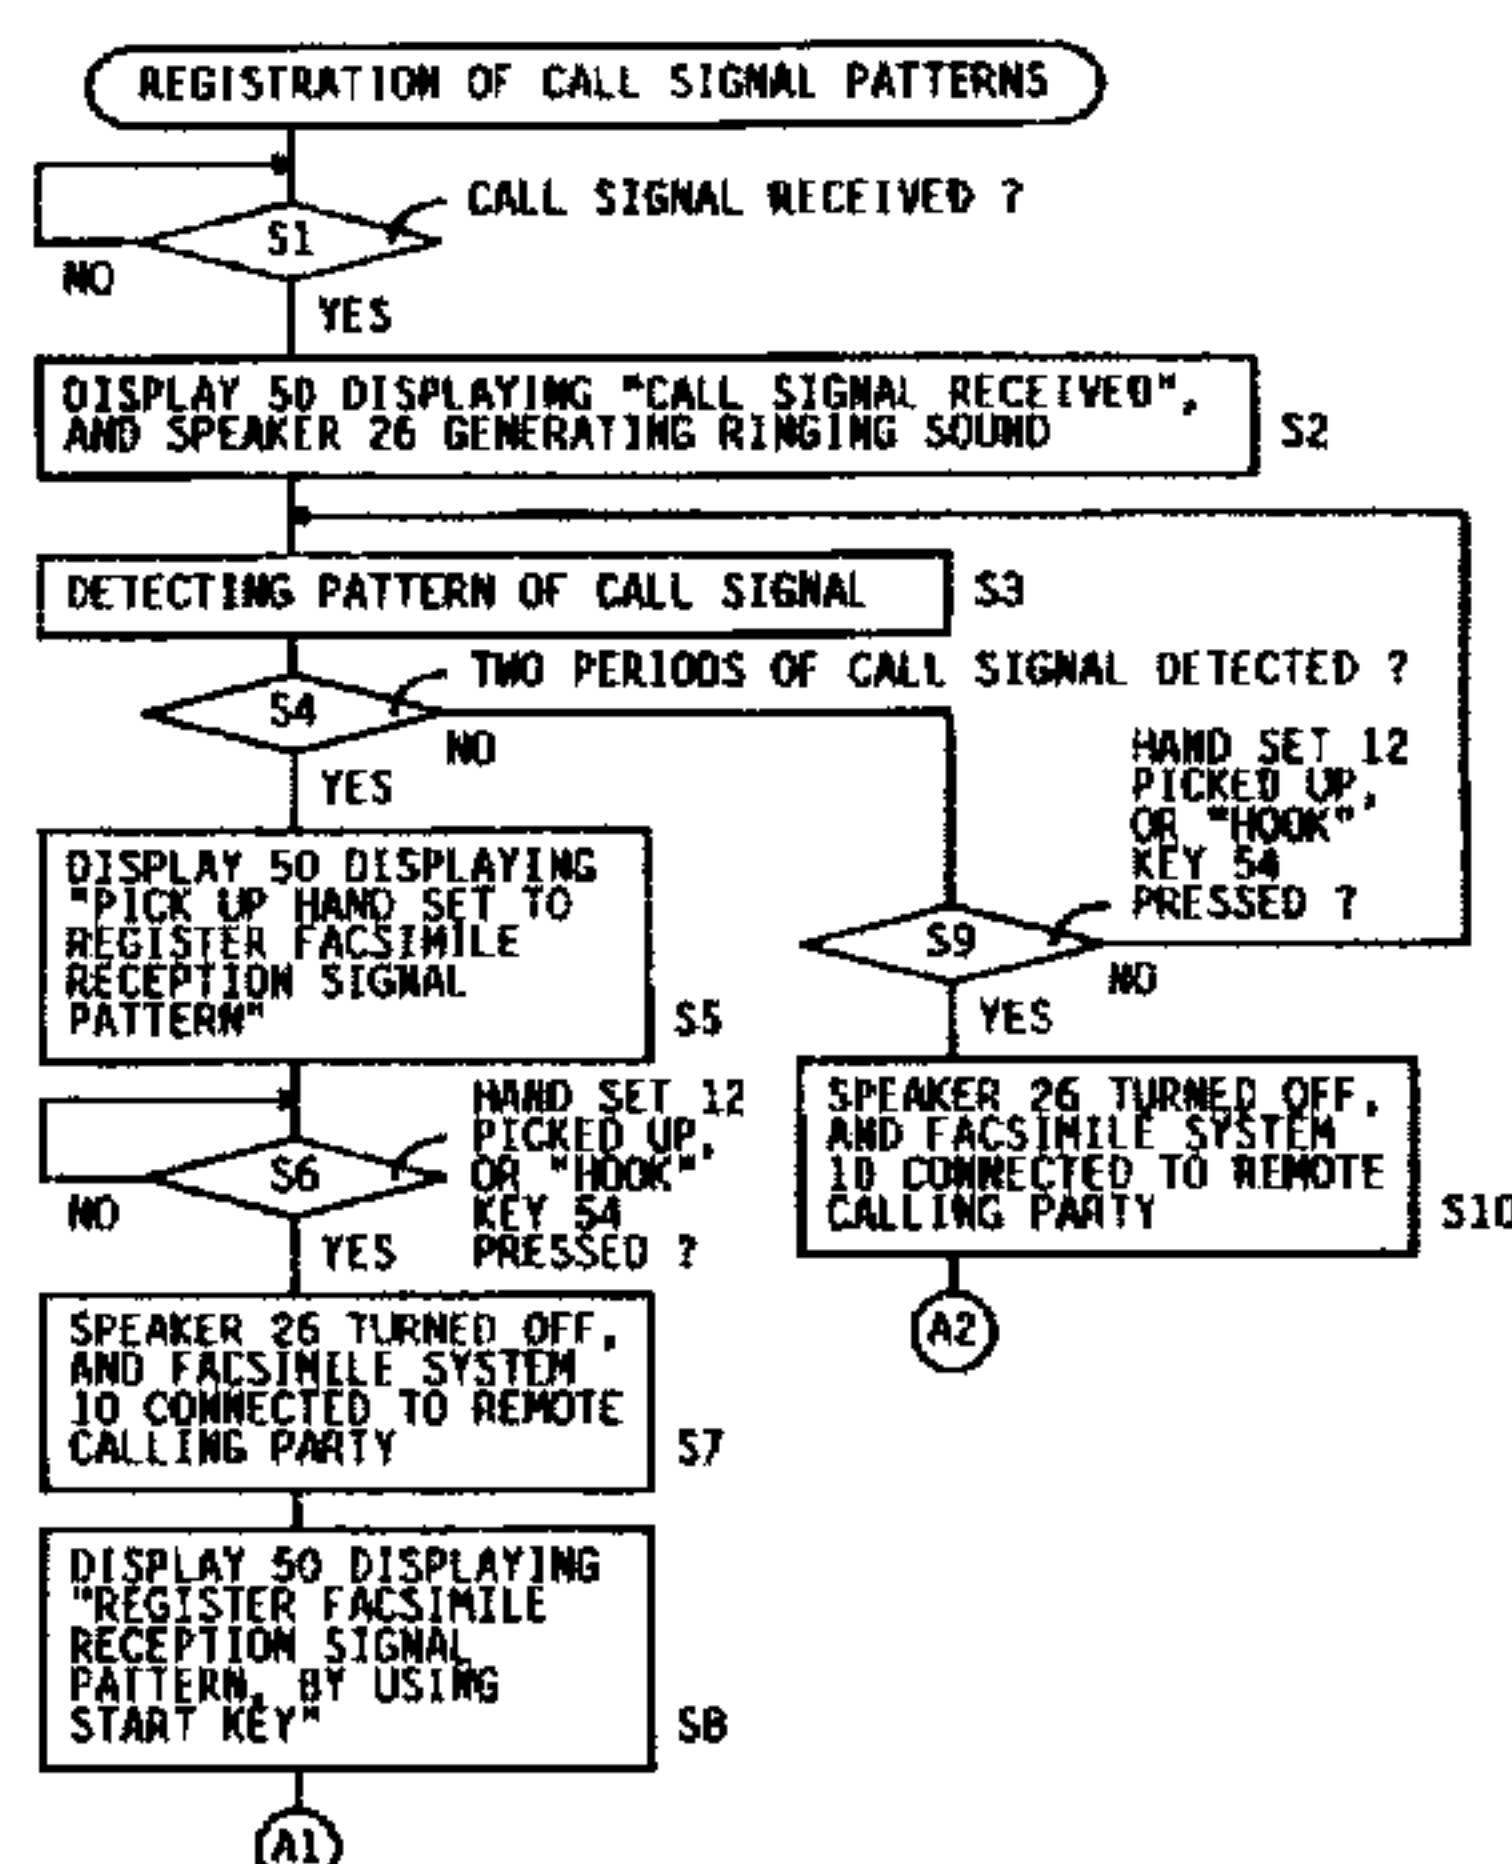 REGISTRATION OF CALL SIGNAL PATTERNS
CALL SIGNAL RECEIVED ?
S1
NO
YES
DISPLAY 50 DISPLAYING "CALL SIGNAL RECEIVED",
AND SPEAKER 26 GENERATING RINGING SOUND
S2
DETECTING PATTERN OF CALL SIGNAL
S3
TWO PERIODS OF CALL SIGNAL DETECTED ?
S4
NO
YES
DISPLAY 50 DISPLAYING
"PICK UP HAND SET TO
REGISTER FACSIMILE
RECEPTION SIGNAL
PATTERN"
S5
HAND SET 12
PICKED UP,
OR "HOOK"
KEY 54
PRESSED ?
S6
NO
YES
SPEAKER 26 TURNED OFF,
AND FACSIMILE SYSTEM
10 CONNECTED TO REMOTE
CALLING PARTY
S7
DISPLAY 50 DISPLAYING
"REGISTER FACSIMILE
RECEPTION SIGNAL
PATTERN, BY USING
START KEY"
S8
A1
HAND SET 12
PICKED UP,
OR "HOOK"
KEY 54
PRESSED ?
S9
NO
YES
SPEAKER 26 TURNED OFF,
AND FACSIMILE SYSTEM
10 CONNECTED TO REMOTE
CALLING PARTY
S10
A2